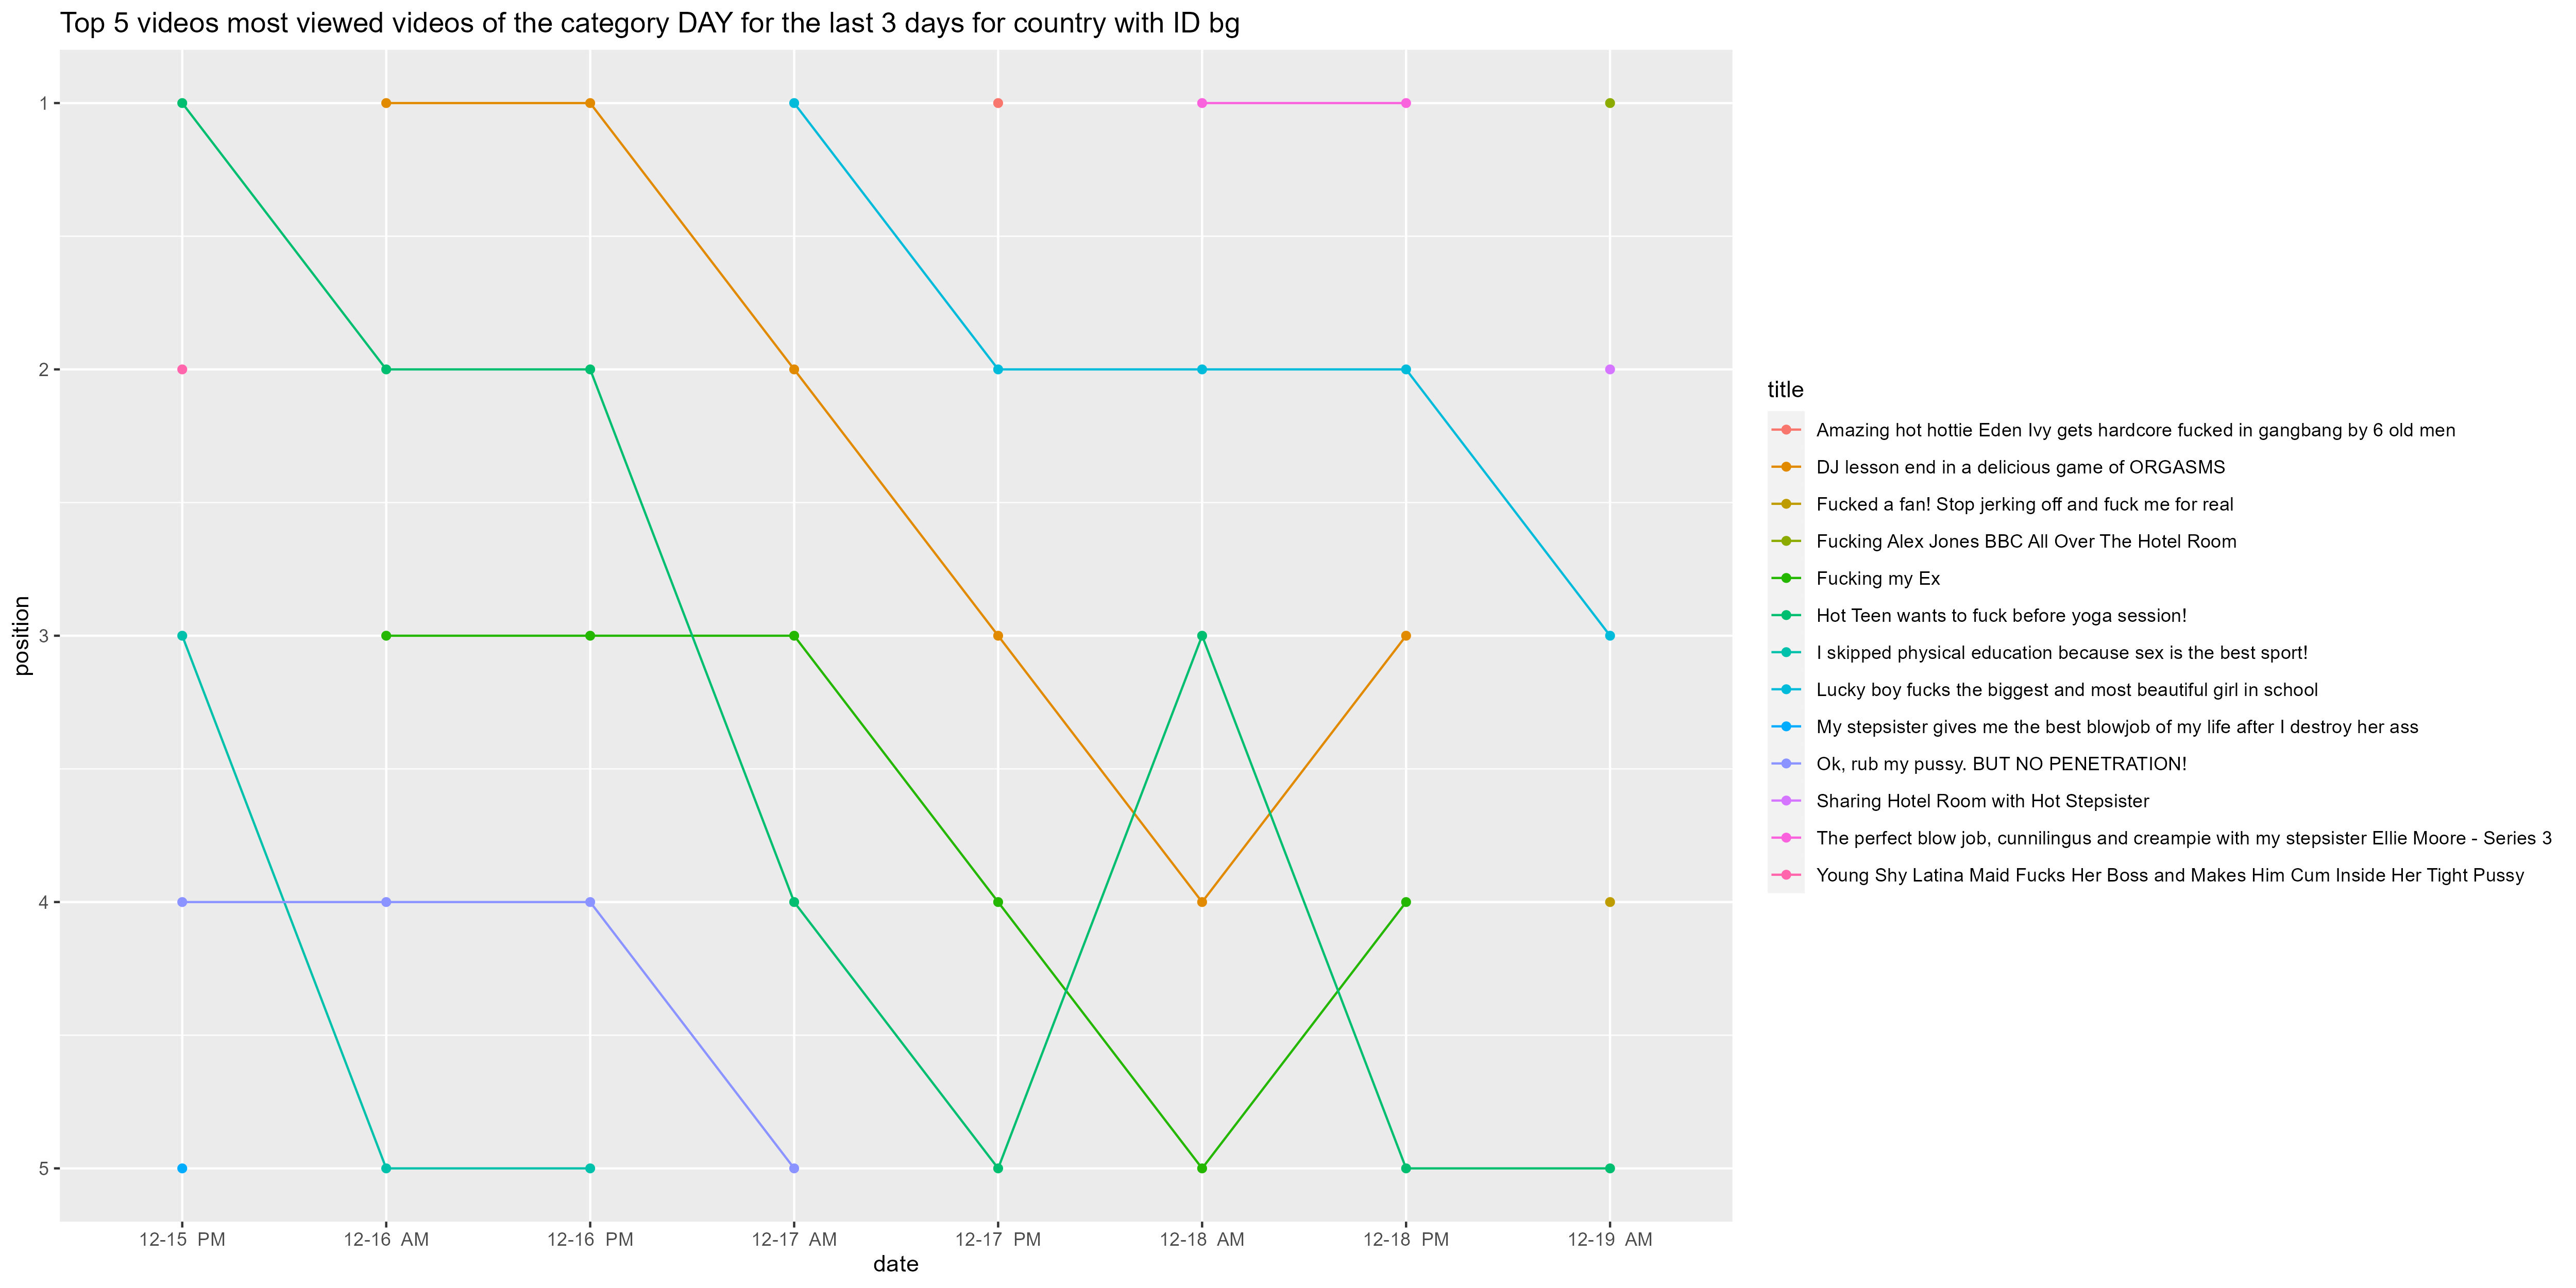 Top 5 videos most viewed videos of the category DAY for the last 3 days for country with ID bg
position
1
2
3
4
5
12-15 PM
12-16 AM
12-16 PM
12-17 AM
12-17 PM
12-18 AM
12-18 PM
12-19 AM
date
title
Amazing hot hottie Eden Ivy gets hardcore fucked in gangbang by 6 old men
DJ lesson end in a delicious game of ORGASMS
Fucked a fan! Stop jerking off and fuck me for real
Fucking Alex Jones BBC All Over The Hotel Room
Fucking my Ex
Hot Teen wants to fuck before yoga session!
I skipped physical education because sex is the best sport!
Lucky boy fucks the biggest and most beautiful girl in school
My stepsister gives me the best blowjob of my life after I destroy her ass
Ok, rub my pussy. BUT NO PENETRATION!
Sharing Hotel Room with Hot Stepsister
The perfect blow job, cunnilingus and creampie with my stepsister Ellie Moore - Series 3
Young Shy Latina Maid Fucks Her Boss and Makes Him Cum Inside Her Tight Pussy